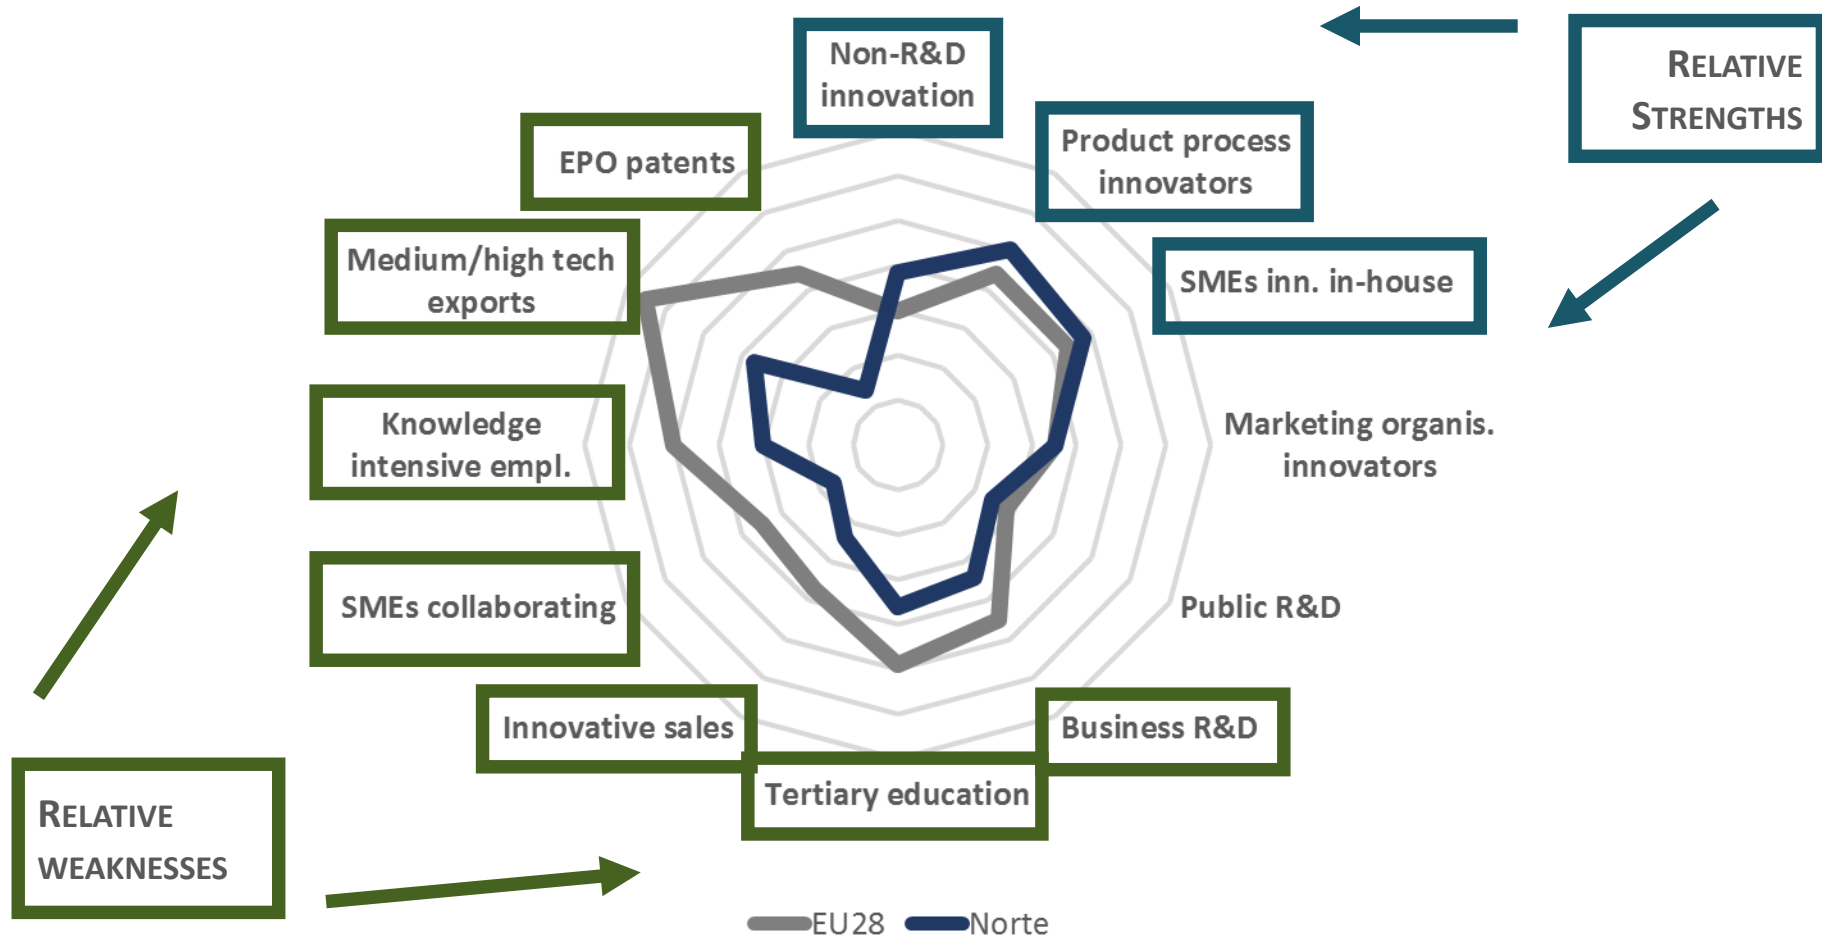 Non-R&D
innovation
Product process
innovators
SMEs inn. in-house
Marketing organis.
innovators
Public R&D
Business R&D
Tertiary education
Innovative sales
SMEs collaborating
Knowledge
intensive empl.
Medium/high tech
exports
EPO patents
RELATIVE
STRENGTHS
RELATIVE
WEAKNESSES
EU28
Norte